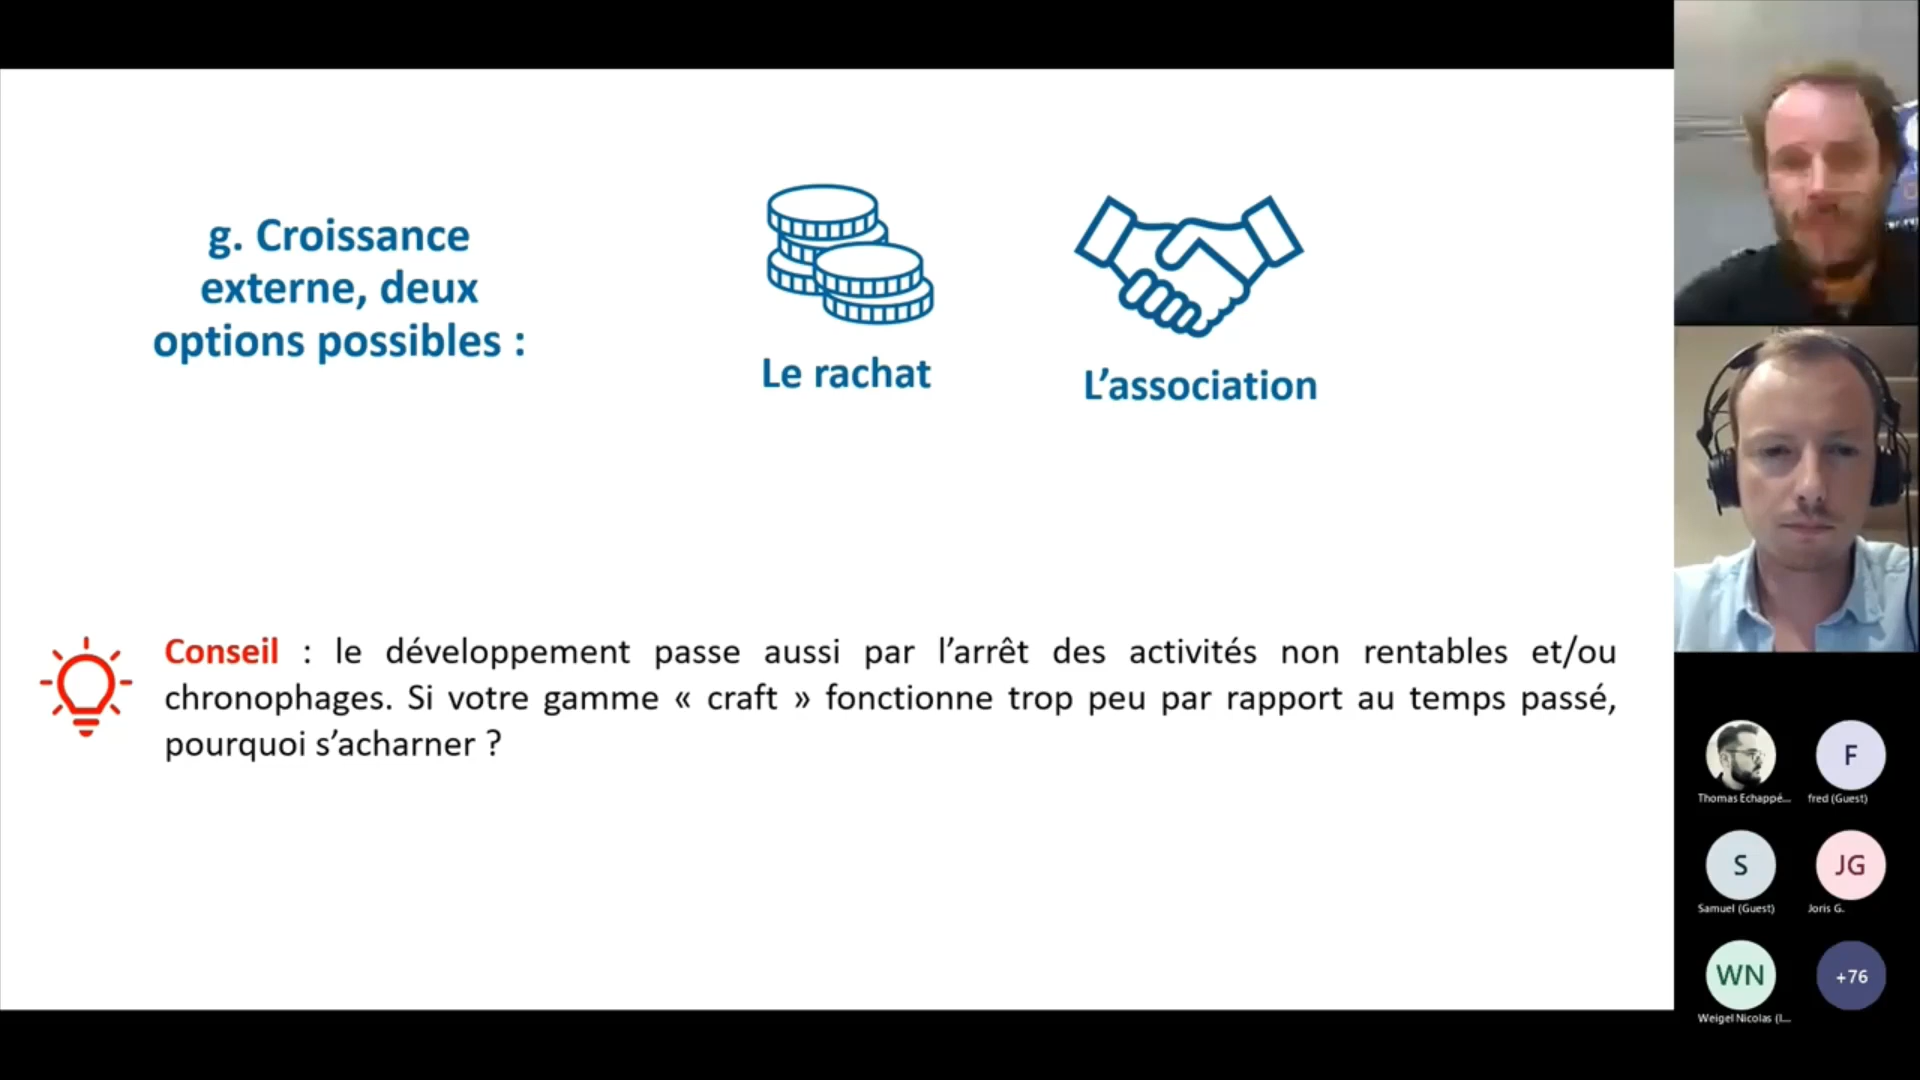 g. Croissance
externe, deux
options possibles :
Le rachat
L’association
Conseil : le développement passe aussi par l’arrêt des activités non rentables et/ou
chronophages. Si votre gamme « craft » fonctionne trop peu par rapport au temps passé,
pourquoi s’acharner ?
Thomas Echappé...
F
fred (Guest)
S
Samuel (Guest)
JG
Joris G.
WN
Weigel Nicolas (I...
+76